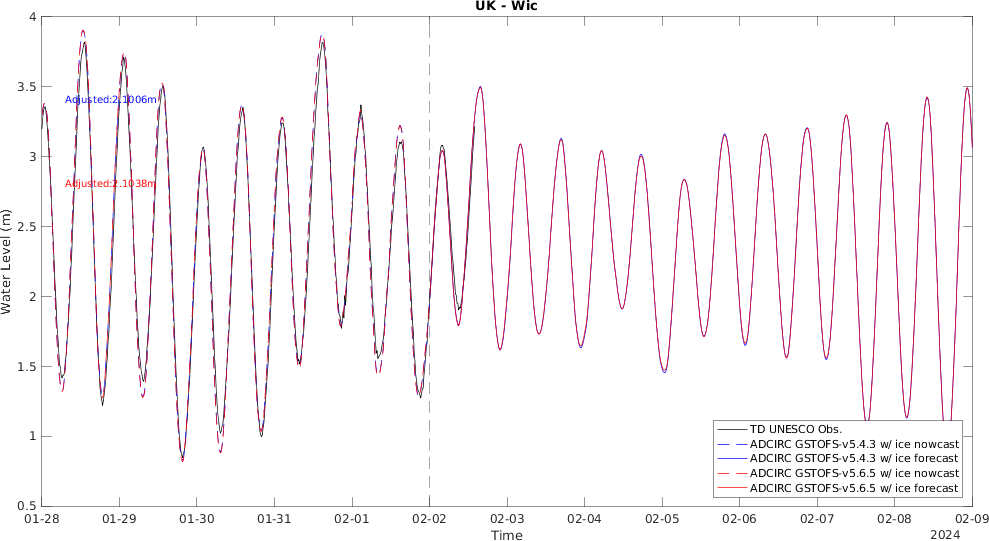 UK - Wic
4
3.5
3
2.5
2
1.5
1
0.5
Water Level (m)
Adjusted:2.1006m
Adjusted:2.1038m
TD UNESCO Obs.
ADCIRC GSTOFS-v5.4.3 w/ ice nowcast
ADCIRC GSTOFS-v5.4.3 w/ ice forecast
ADCIRC GSTOFS-v5.6.5 w/ ice nowcast
ADCIRC GSTOFS-v5.6.5 w/ ice forecast
01-28 01-29 01-30 01-31 02-01 02-02 02-03 02-04 02-05 02-06 02-07 02-08 02-09
Time
2024